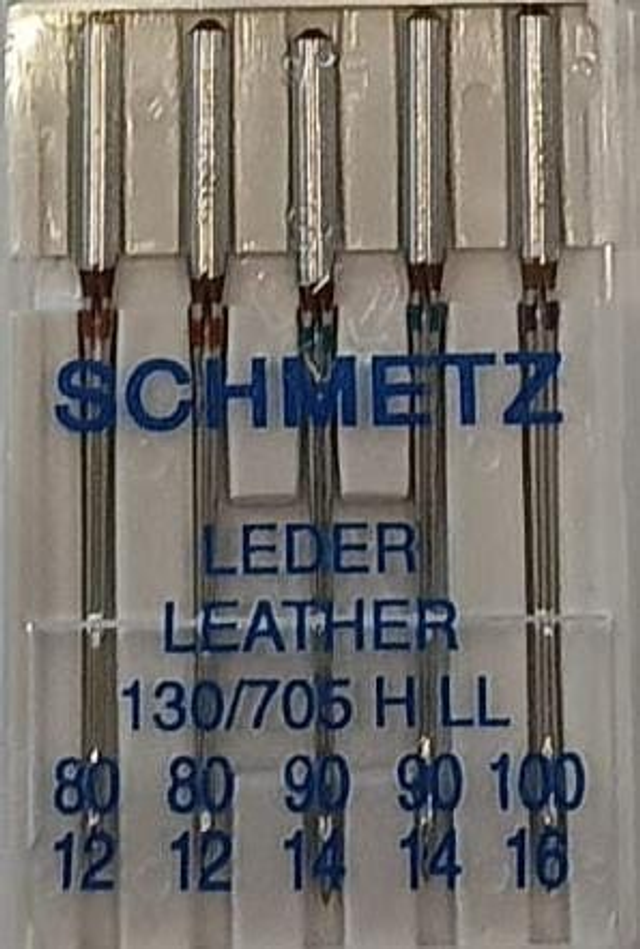 SCHMETZ
LEDER
LEATHER
130/705 H LL
80 80 90 90 100
12 12 14 14 16